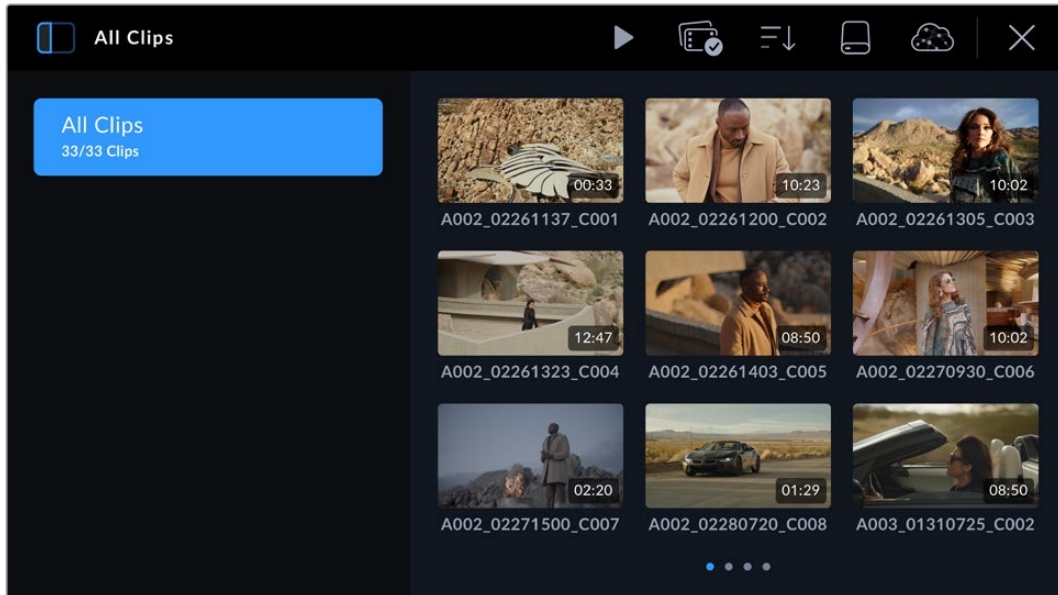 All Clips
All Clips
33/33 Clips
00:33
10:23
10:02
A002_02261137_C001
A002_02261200_C002
A002_02261305_C003
12:47
08:50
10:02
A002_02261323_C004
A002_02261403_C005
A002_02270930_C006
02:20
01:29
08:50
A002_02271500_C007
A002_02280720_C008
A003_01310725_C002